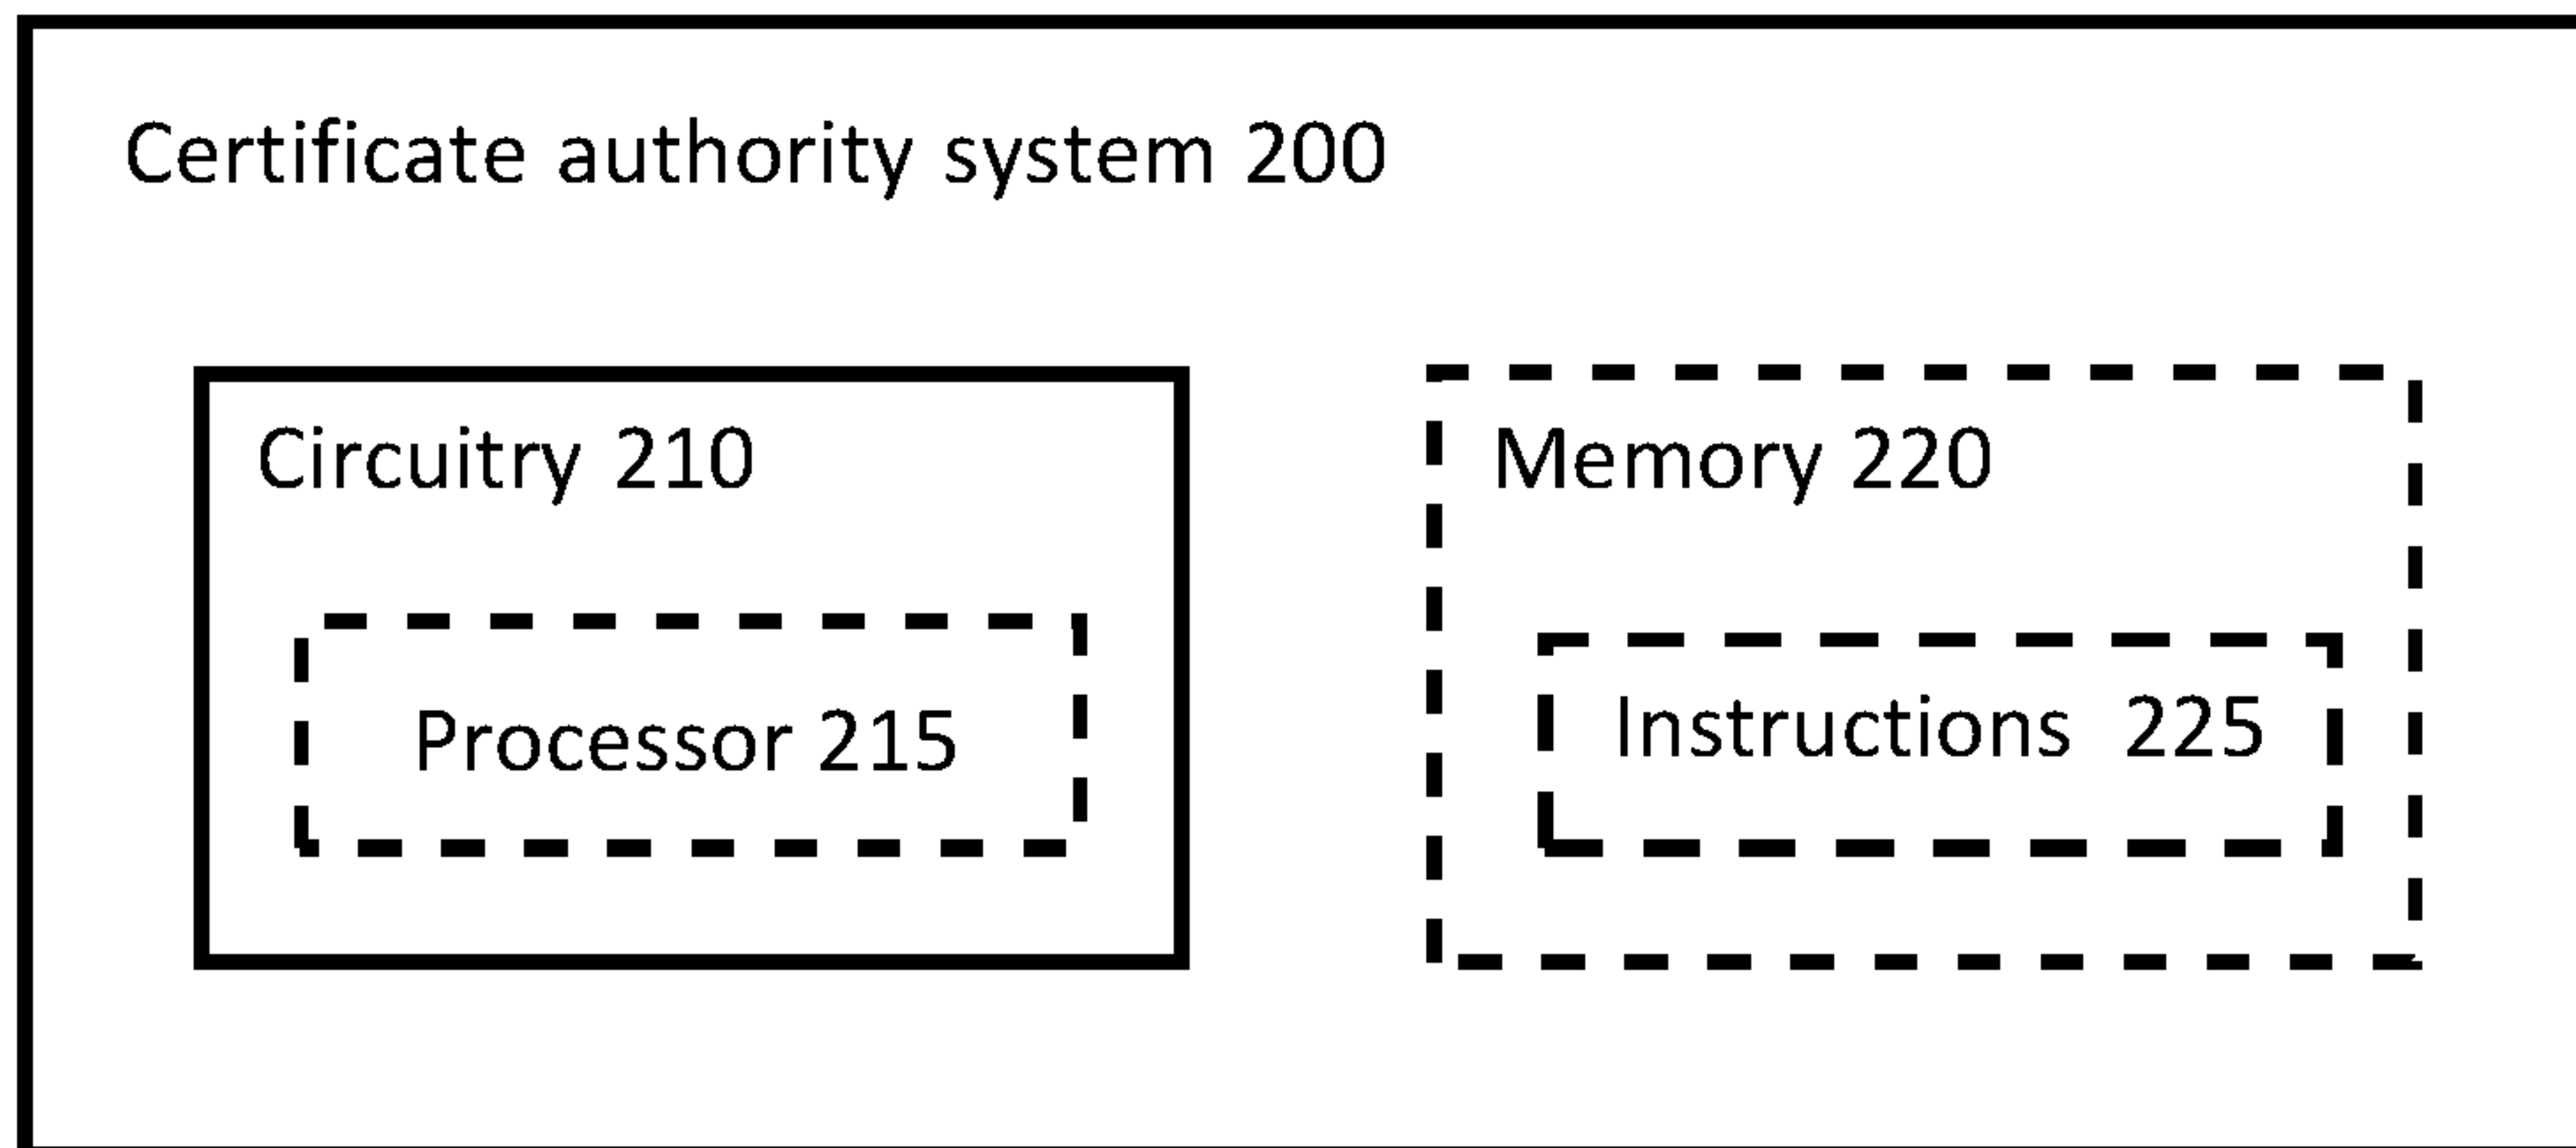 Certificate authority system 200
Circuitry 210
Memory 220
Processor 215
Instructions 225